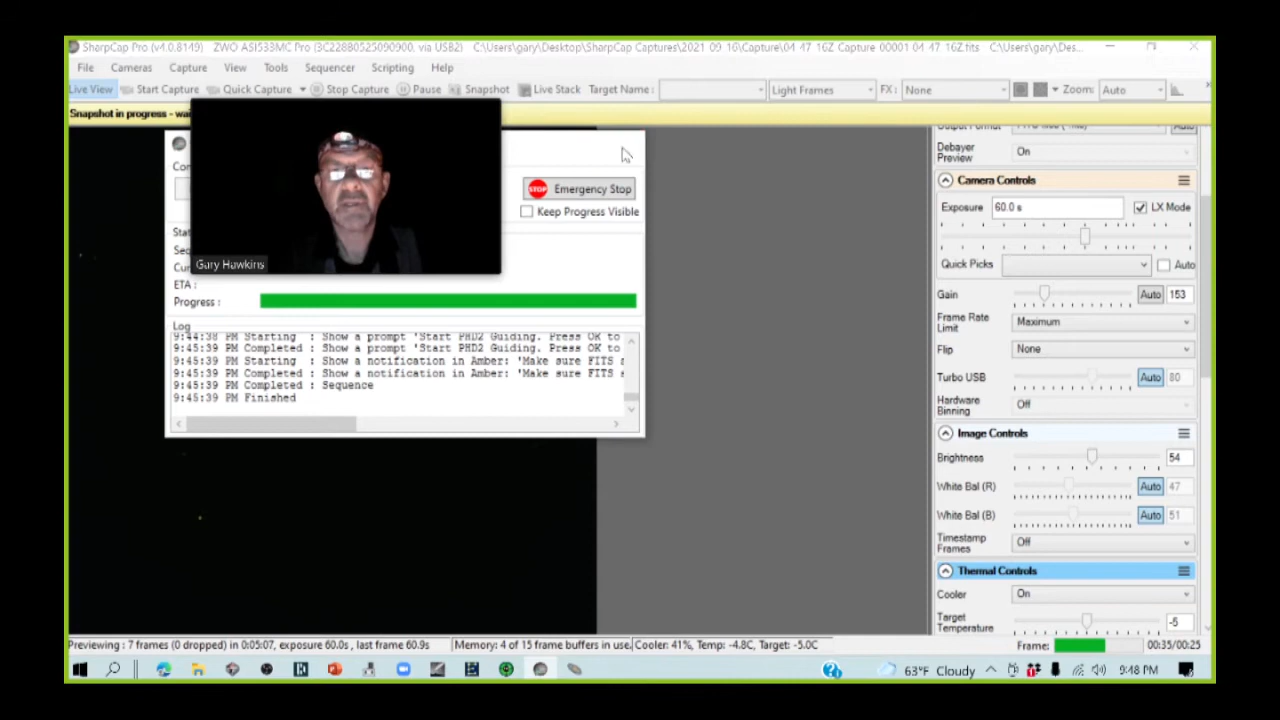 SharpCap Pro (v4.0.8149) ZWO ASI533MC Pro (3C228B0525090900, via USB2) C:\Users\gary\Desktop\SharpCap Captures\2021-09-16\Capture\04_47_16Z Capture 00001 04_47_16Z.fits C:\Users\gary\Des...
File Cameras Capture View Tools Sequencer Scripting Help
Live View Start Capture Quick Capture Stop Capture Pause Snapshot Live Stack Target Name : Light Frames FX: None Zoom: Auto
Snapshot in progress - wai
Emergency Stop
Keep Progress Visible
Gary Hawkins
ETA :
Progress :
Log
9:44:38 PM Starting : Show a prompt 'Start PHD2 Guiding. Press OK to
9:45:39 PM Completed : Show a prompt 'Start PHD2 Guiding. Press OK to
9:45:39 PM Starting : Show a notification in Amber: 'Make sure FITS
9:45:39 PM Completed : Show a notification in Amber: 'Make sure FITS
9:45:39 PM Completed : Sequence
9:45:39 PM Finished
Debayer Preview On
Camera Controls
Exposure 60.0 s LX Mode
Quick Picks Auto
Gain Auto 153
Frame Rate Limit Maximum
Flip None
Turbo USB Auto 80
Hardware Binning Off
Image Controls
Brightness 54
White Bal (R) Auto 47
White Bal (B) Auto 51
Timestamp Frames Off
Thermal Controls
Cooler On
Target Temperature -5
Previewing : 7 frames (0 dropped) in 0:05:07, exposure 60.0s, last frame 60.9s Memory: 4 of 15 frame buffers in use. Cooler: 41%, Temp: -4.8C, Target: -5.0C Frame: 00:35/00:25
63°F Cloudy 9:48 PM